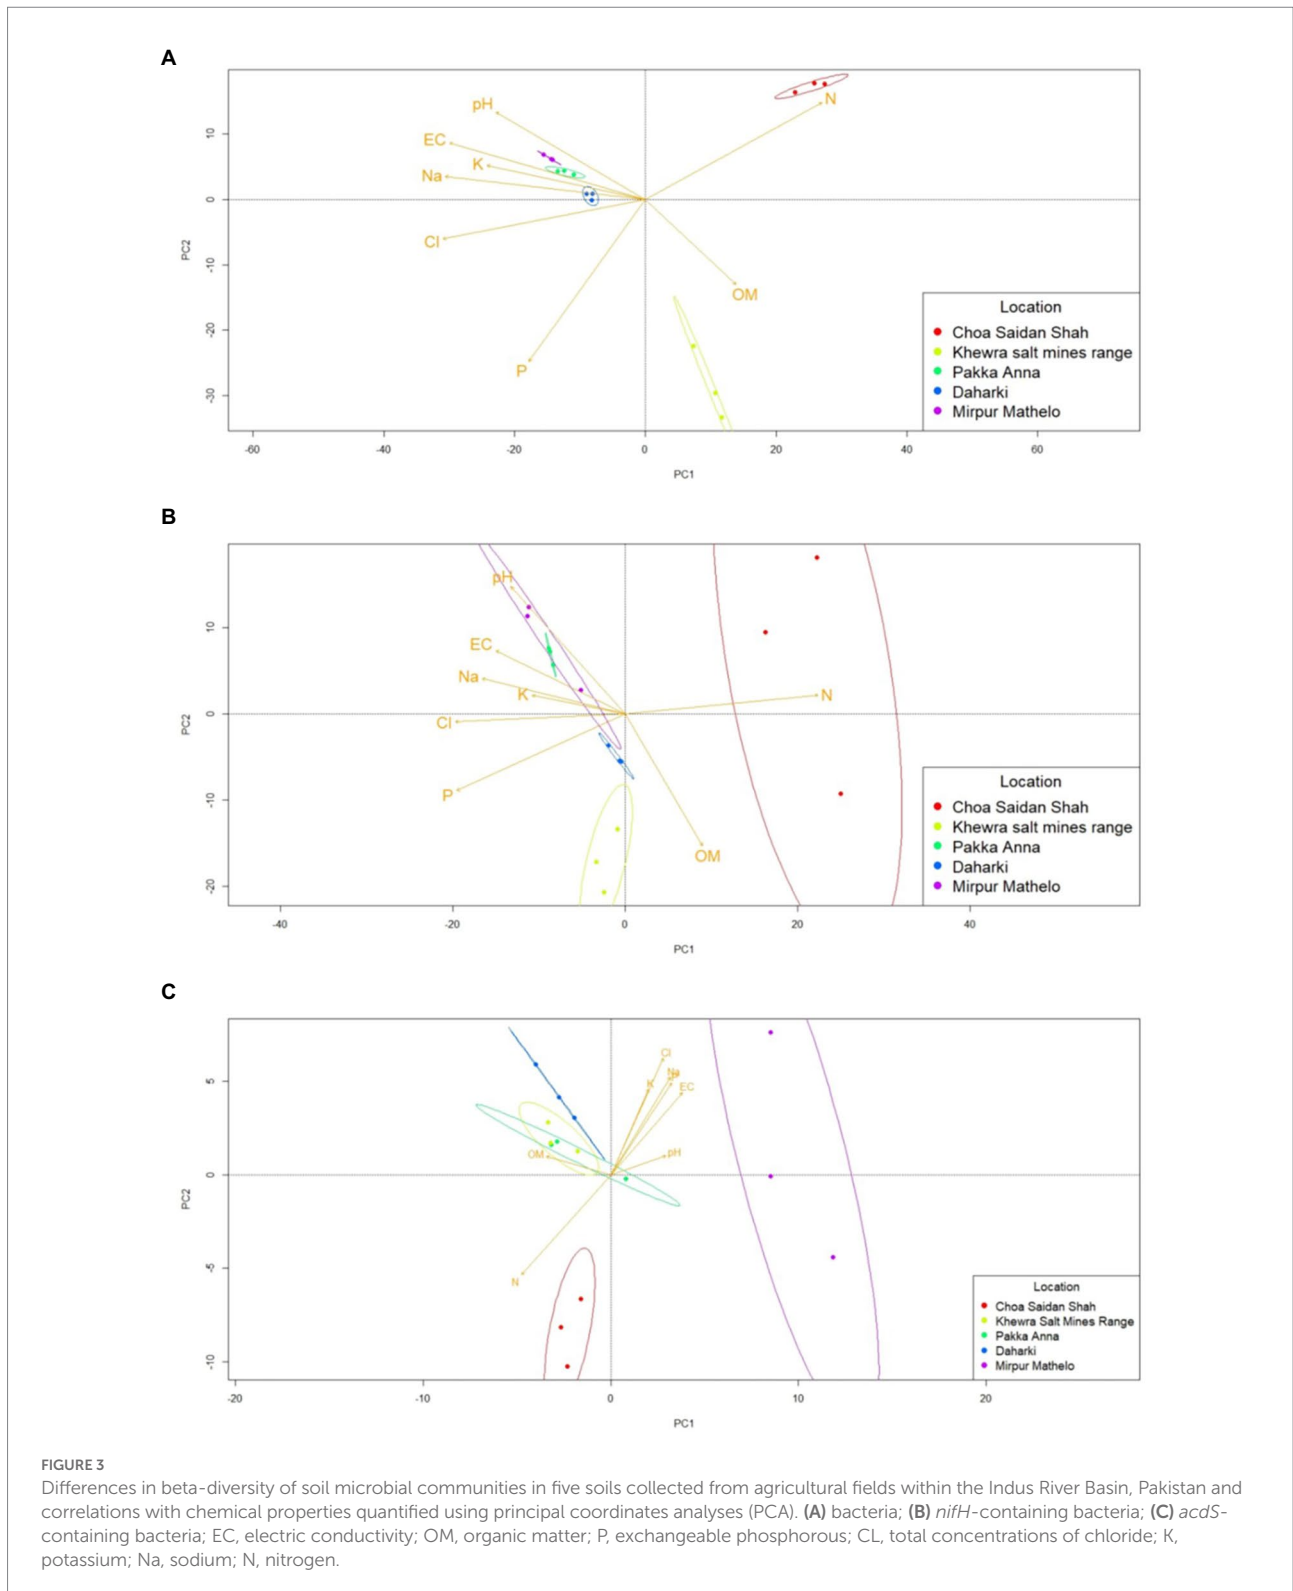 A
pH
EC
K
Na
Cl
P
N
OM
10
0
-10
-20
-30
PC2
-60
-40
-20
0
20
40
60
PC1
Location
Choa Saidan Shah
Khewra salt mines range
Pakka Anna
Daharki
Mirpur Mathelo
B
pH
EC
Na
K
Cl
P
N
OM
10
0
-10
-20
PC2
-40
-20
0
20
40
PC1
Location
Choa Saidan Shah
Khewra salt mines range
Pakka Anna
Daharki
Mirpur Mathelo
C
Cl
Na
K
EC
pH
OM
N
5
0
-5
-10
PC2
-20
-10
0
10
20
PC1
Location
Choa Saidan Shah
Khewra Salt Mines Range
Pakka Anna
Daharki
Mirpur Mathelo
FIGURE 3
Differences in beta-diversity of soil microbial communities in five soils collected from agricultural fields within the Indus River Basin, Pakistan and
correlations with chemical properties quantified using principal coordinates analyses (PCA). (A) bacteria; (B) nifH-containing bacteria; (C) acdS-
containing bacteria; EC, electric conductivity; OM, organic matter; P, exchangeable phosphorous; CL, total concentrations of chloride; K,
potassium; Na, sodium; N, nitrogen.